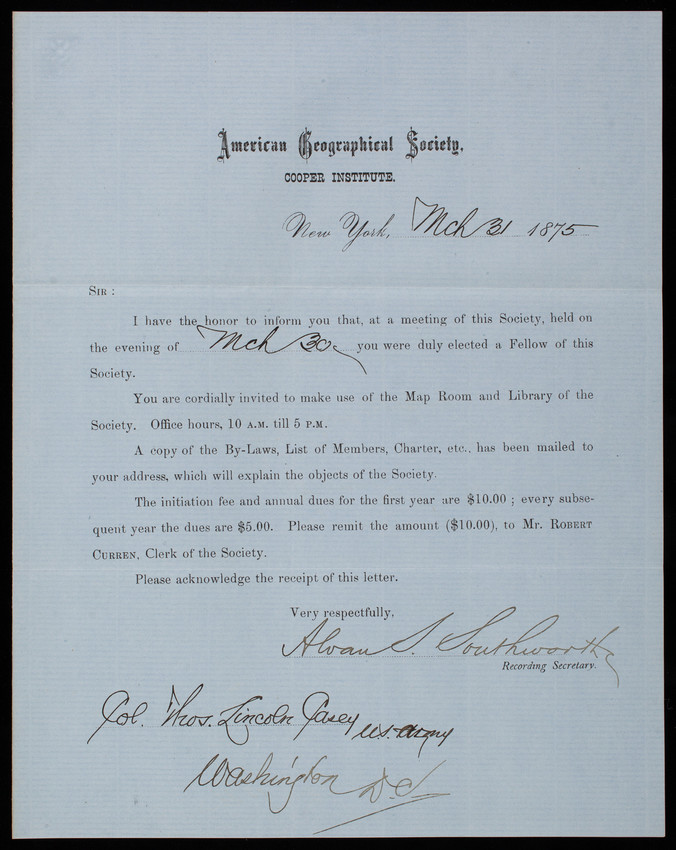 American Geographical Society,
COOPER INSTITUTE.
New York, Mch 31 1875
SIR :
I have the honor to inform you that, at a meeting of this Society, held on
the evening of Mch 30 you were duly elected a Fellow of this
Society.
You are cordially invited to make use of the Map Room and Library of the
Society. Office hours, 10 A.M. till 5 P.M.
A copy of the By-Laws, List of Members, Charter, etc., has been mailed to
your address, which will explain the objects of the Society.
The initiation fee and annual dues for the first year are $10.00 ; every subse-
quent year the dues are $5.00. Please remit the amount ($10.00), to Mr. ROBERT
CURREN, Clerk of the Society.
Please acknowledge the receipt of this letter.
Very respectfully,
Alvan S. Southworth
Recording Secretary.
Col. Thos. Lincoln Casey U.S. Army
Washington D.C.